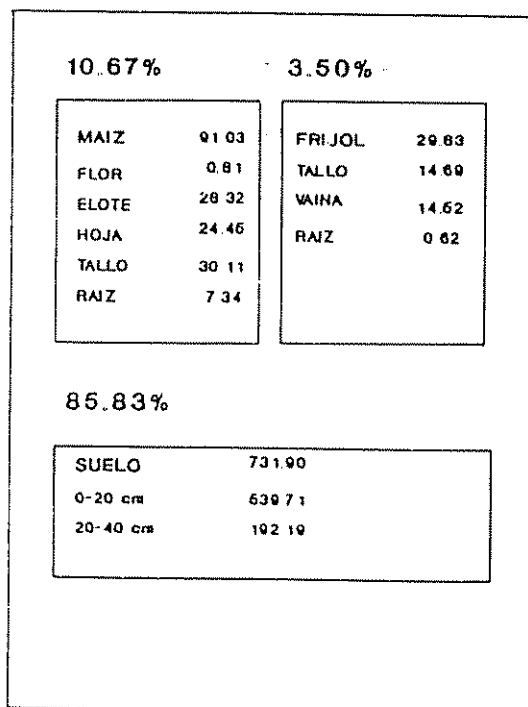 10.67%
MAIZ 91 03
FLOR 0.81
ELOTE 28 32
HOJA 24.45
TALLO 30 11
RAIZ 7 34
3.50%
FRIJOL 29.83
TALLO 14.69
VAINA 14.52
RAIZ 0 62
85.83%
SUELO 731.90
0-20 cm 539 71
20-40 cm 192 19